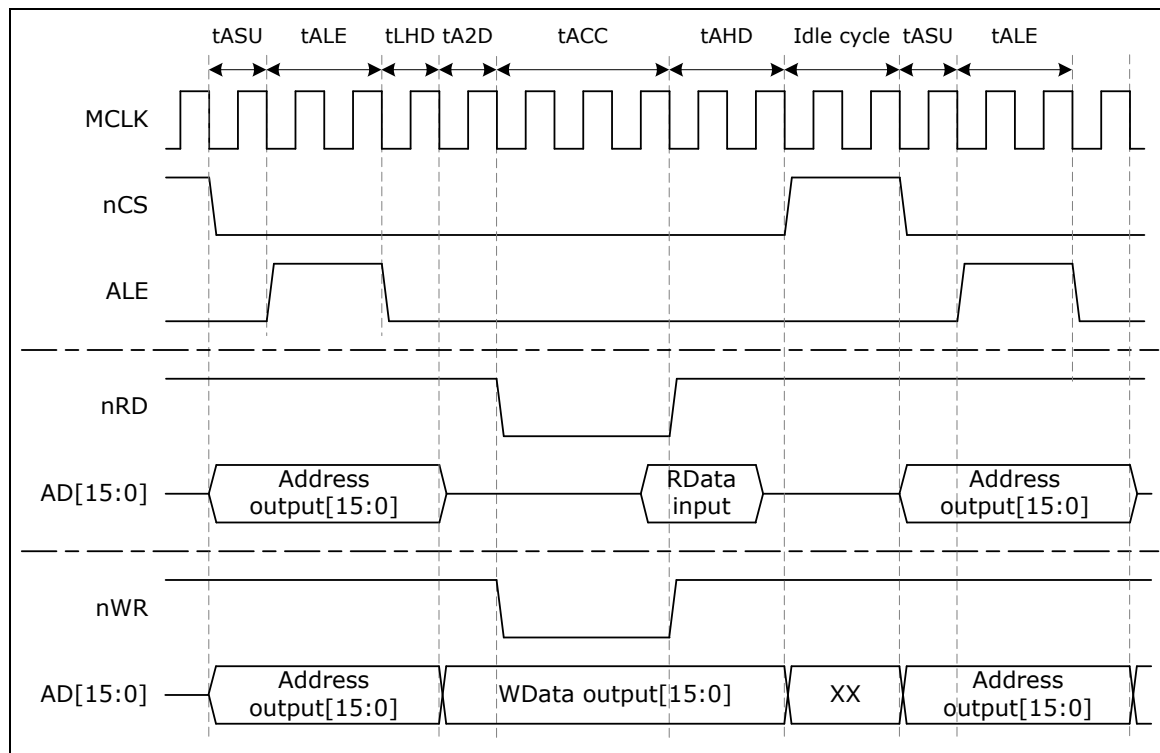 tASU tALE tLHD tA2D tACC tAHD Idle cycle tASU tALE
MCLK
nCS
ALE
nRD
AD[15:0]
Address
output[15:0]
RData
input
Address
output[15:0]
nWR
AD[15:0]
Address
output[15:0]
WData output[15:0]
XX
Address
output[15:0]